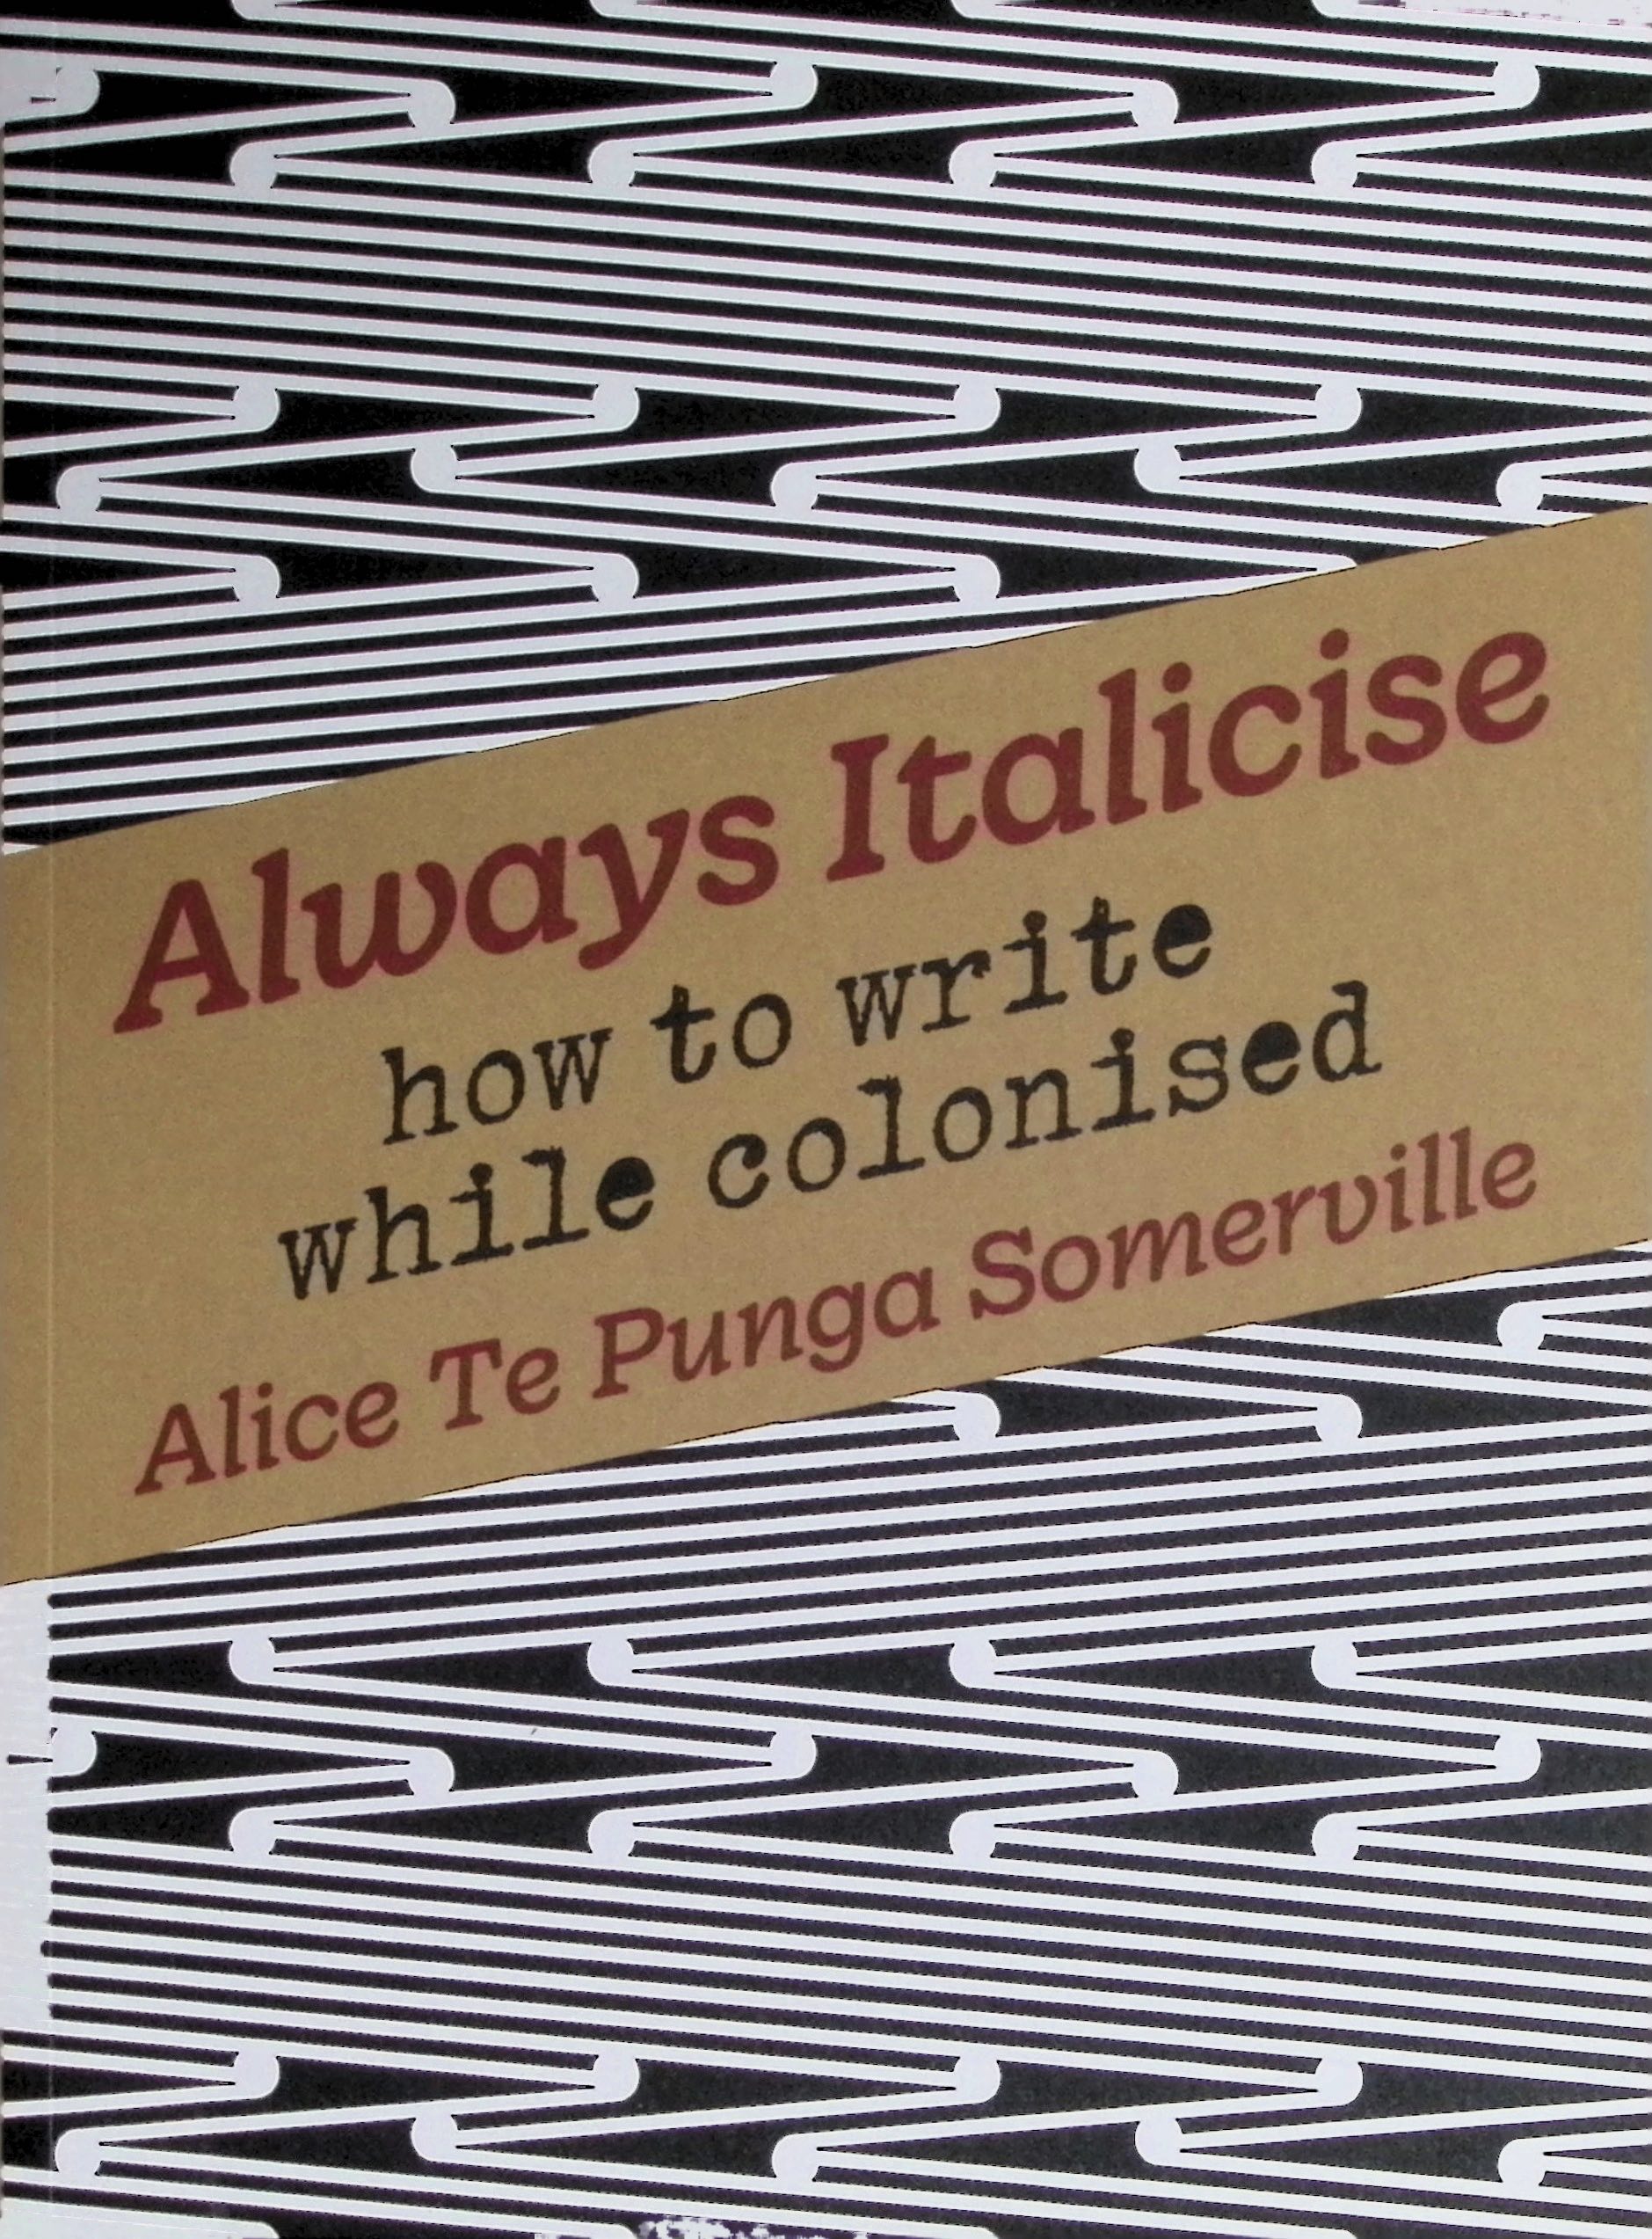 Always Italicise
how to write
while colonised
Alice Te Punga Somerville